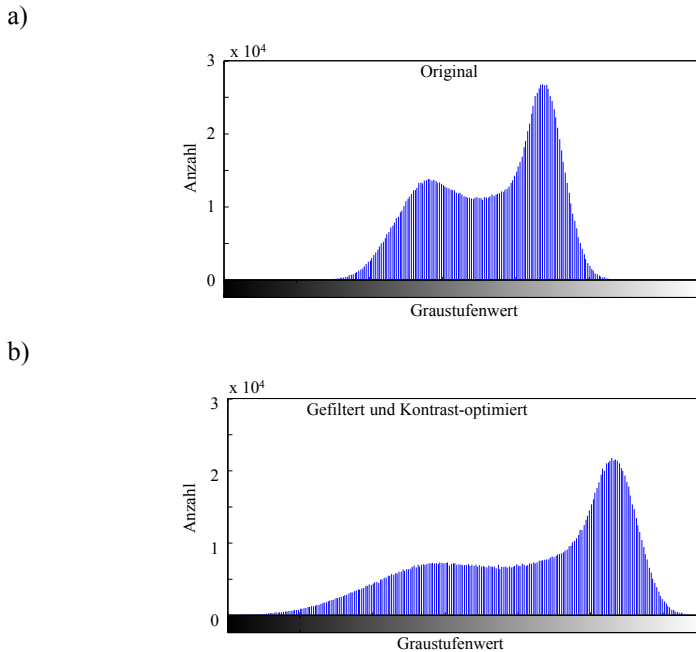 a)
x 10⁴
3
Original
2
Anzahl
1
0
Graustufenwert
b)
x 10⁴
3
Gefiltert und Kontrast-optimiert
2
Anzahl
1
0
Graustufenwert